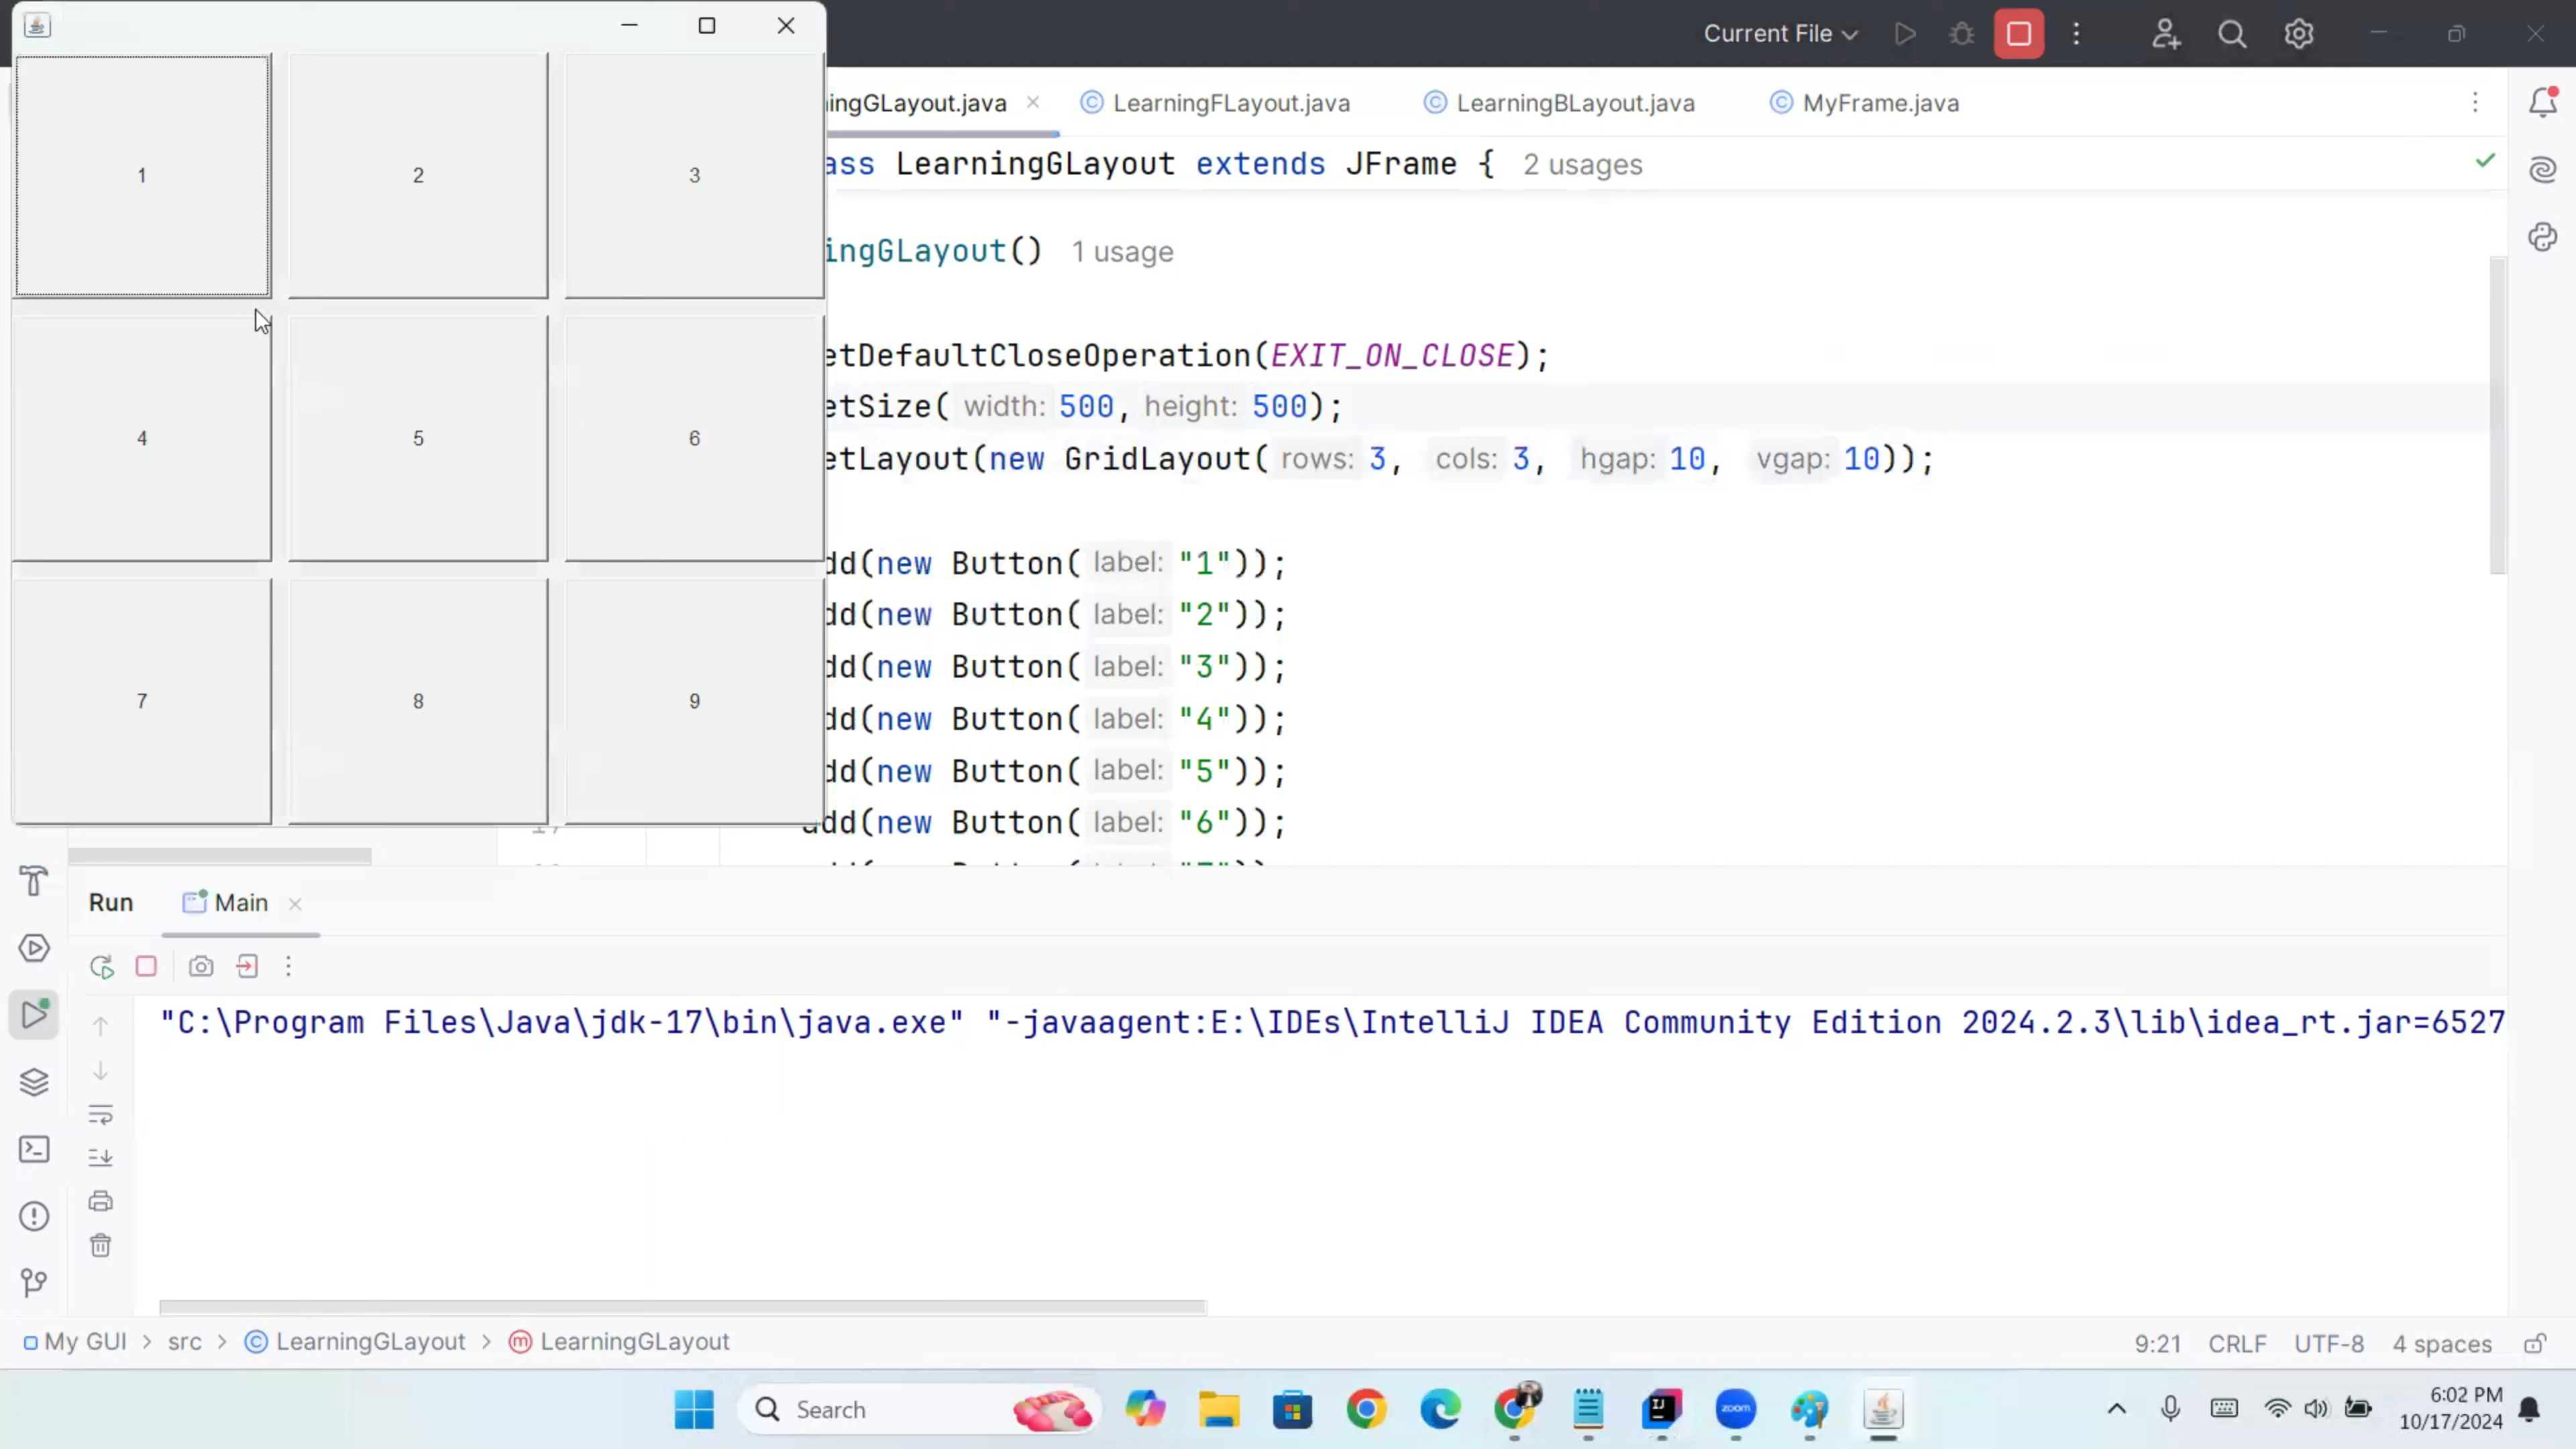 Current File
1
2
3
4
5
6
7
8
9
ingGLayout.java
LearningFLayout.java
LearningBLayout.java
MyFrame.java
ass LearningGLayout extends JFrame { 2 usages
ingGLayout() 1 usage
etDefaultCloseOperation(EXIT_ON_CLOSE);
etSize( width: 500, height: 500);
etLayout(new GridLayout( rows: 3, cols: 3, hgap: 10, vgap: 10));
dd(new Button( label: "1"));
dd(new Button( label: "2"));
dd(new Button( label: "3"));
dd(new Button( label: "4"));
dd(new Button( label: "5"));
add(new Button( label: "6"));
Run
Main
"C:\Program Files\Java\jdk-17\bin\java.exe" "-javaagent:E:\IDEs\IntelliJ IDEA Community Edition 2024.2.3\lib\idea_rt.jar=6527
My GUI > src > LearningGLayout > LearningGLayout
9:21 CRLF UTF-8 4 spaces
Search
zoom
6:02 PM
10/17/2024